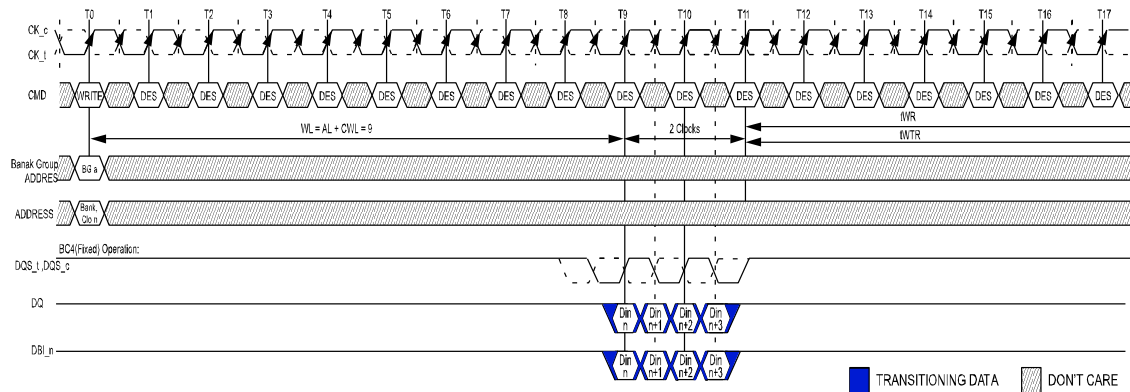 T0 T1 T2 T3 T4 T5 T6 T7 T8 T9 T10 T11 T12 T13 T14 T15 T16 T17
CK_c
CK_t
CMD WRITE DES DES DES DES DES DES DES DES DES DES DES DES DES DES DES DES DES
WL = AL + CWL = 9 2 Clocks tWR
tWTR
Banak Group
ADDRES BG a
ADDRESS Bank,
Clo n
BC4(Fixed) Operation:
DQS_t ,DQS_c
DQ Din n Din n+1 Din n+2 Din n+3
DBI_n Din n Din n+1 Din n+2 Din n+3
TRANSITIONING DATA DON'T CARE